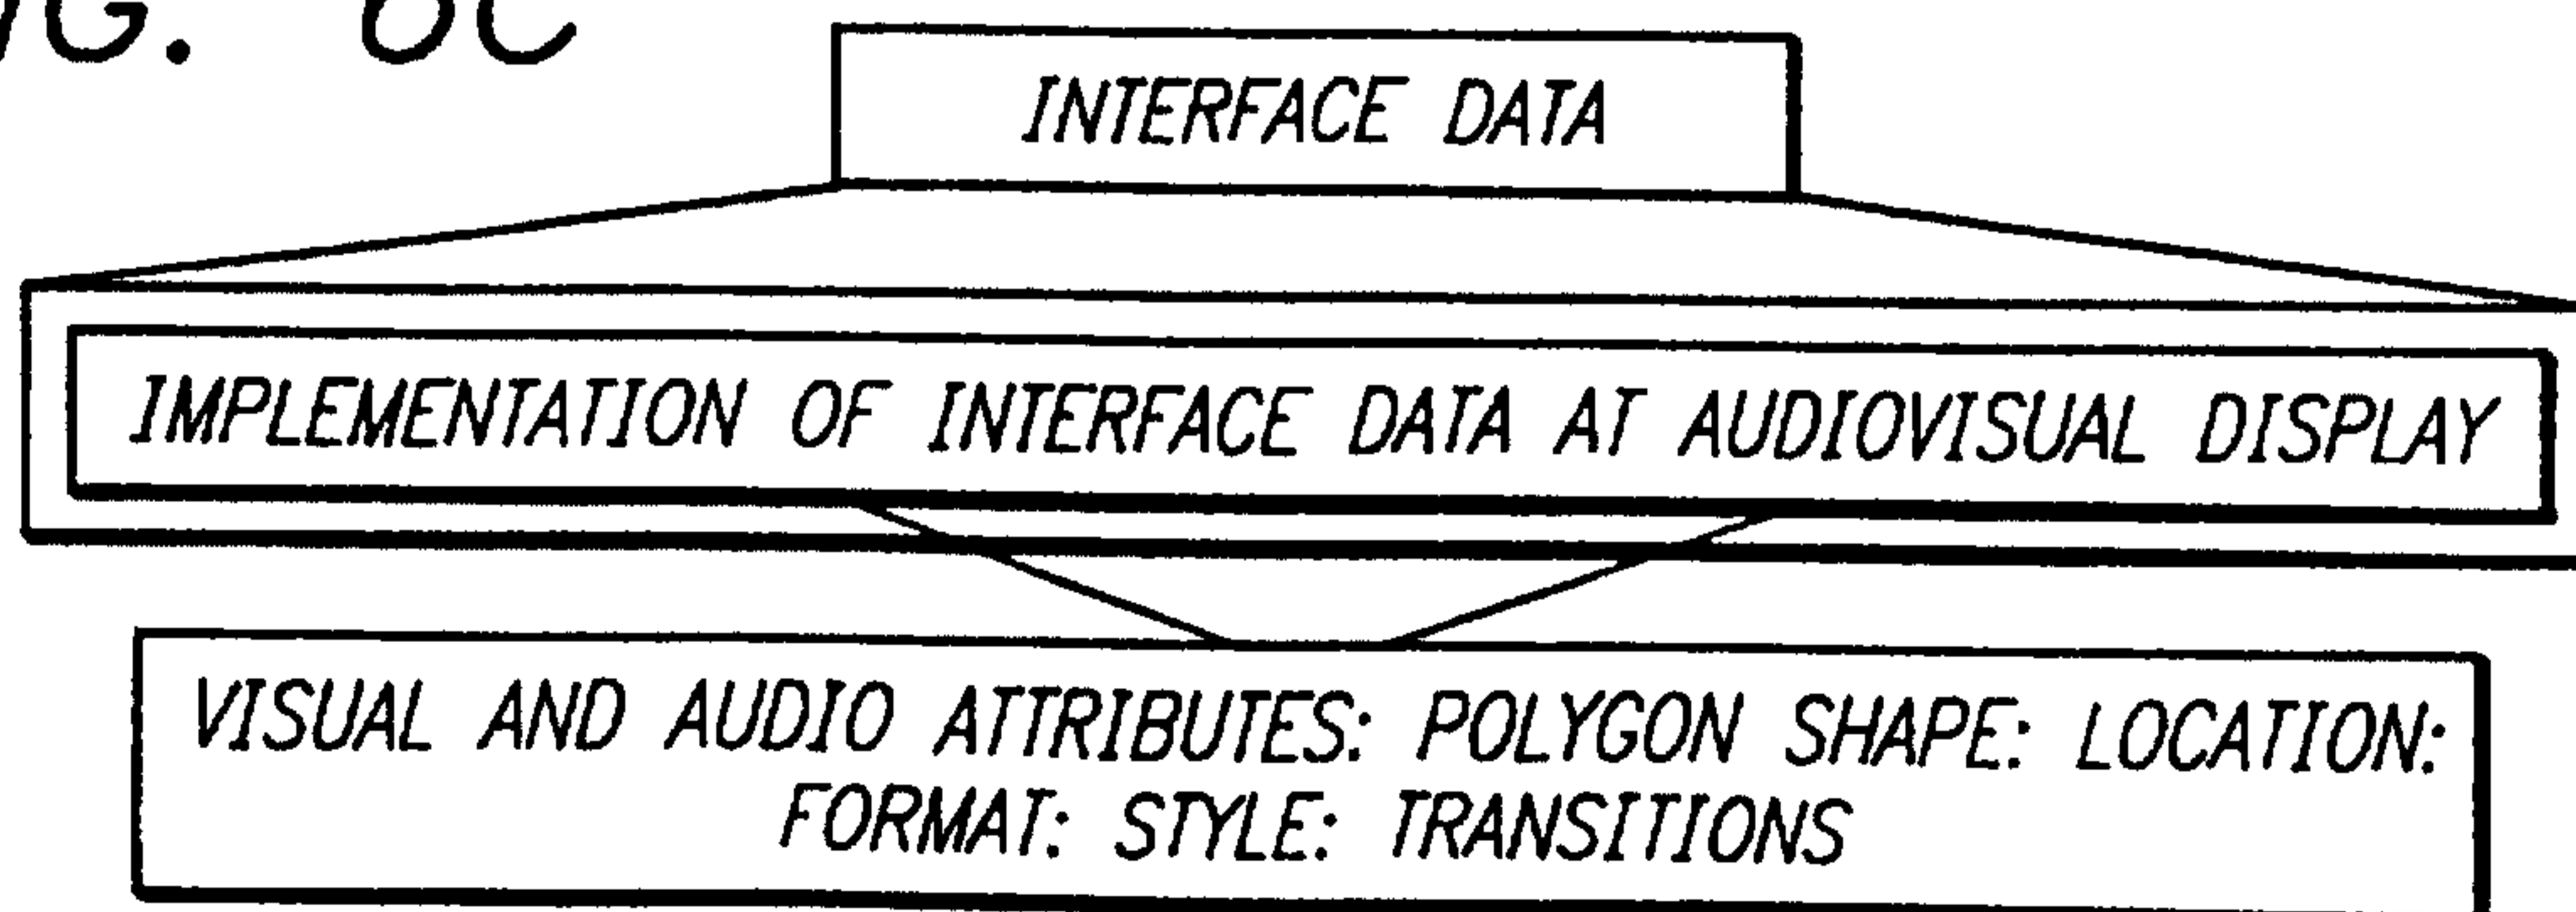 INTERFACE DATA
IMPLEMENTATION OF INTERFACE DATA AT AUDIOVISUAL DISPLAY
VISUAL AND AUDIO ATTRIBUTES: POLYGON SHAPE: LOCATION:
FORMAT: STYLE: TRANSITIONS